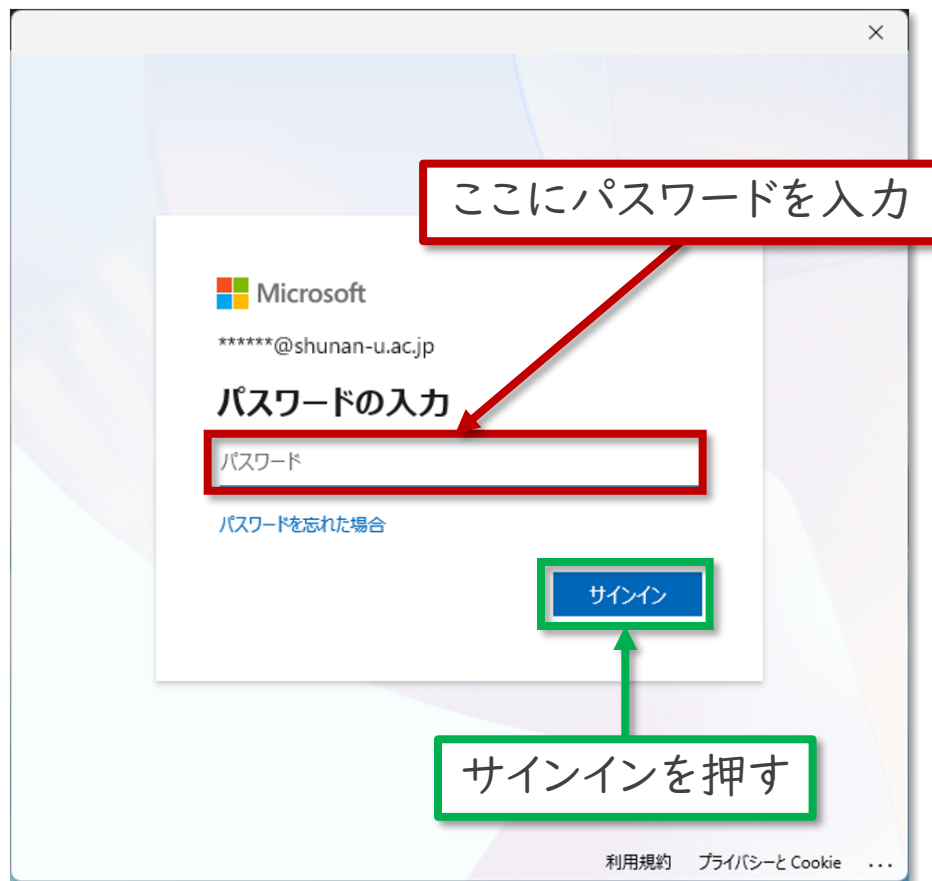 ここにパスワードを入力
Microsoft
******@shunan-u.ac.jp
パスワードの入力
パスワード
パスワードを忘れた場合
サインイン
サインインを押す
利用規約 プライバシーと Cookie ...